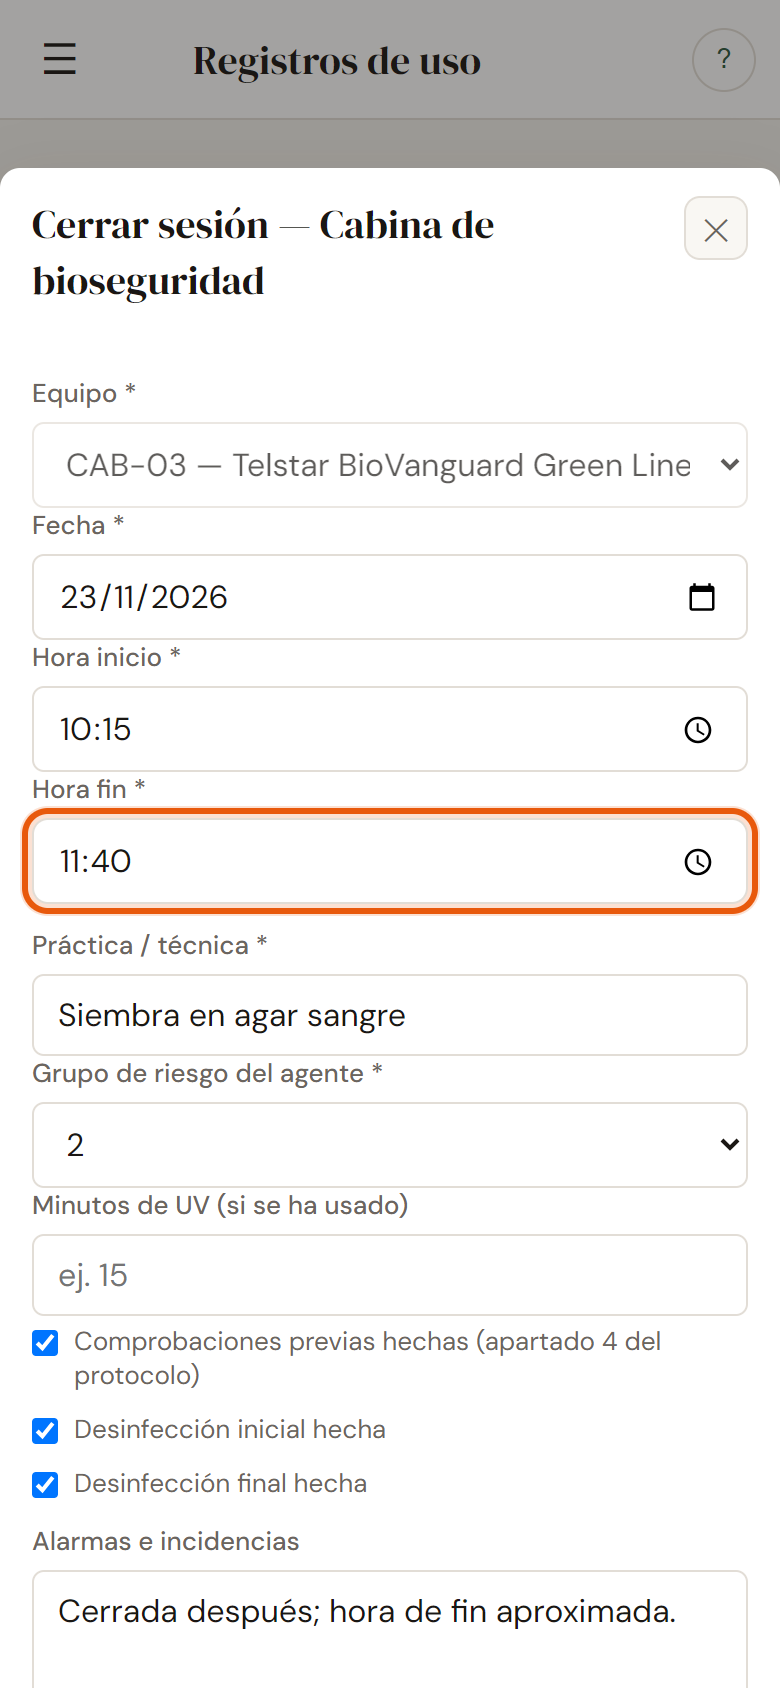 Registros de uso
?
Cerrar sesión — Cabina de
bioseguridad
Equipo *
CAB-03 — Telstar BioVanguard Green Line
Fecha *
23/11/2026
Hora inicio *
10:15
Hora fin *
11:40
Práctica / técnica *
Siembra en agar sangre
Grupo de riesgo del agente *
2
Minutos de UV (si se ha usado)
ej. 15
Comprobaciones previas hechas (apartado 4 del
protocolo)
Desinfección inicial hecha
Desinfección final hecha
Alarmas e incidencias
Cerrada después; hora de fin aproximada.